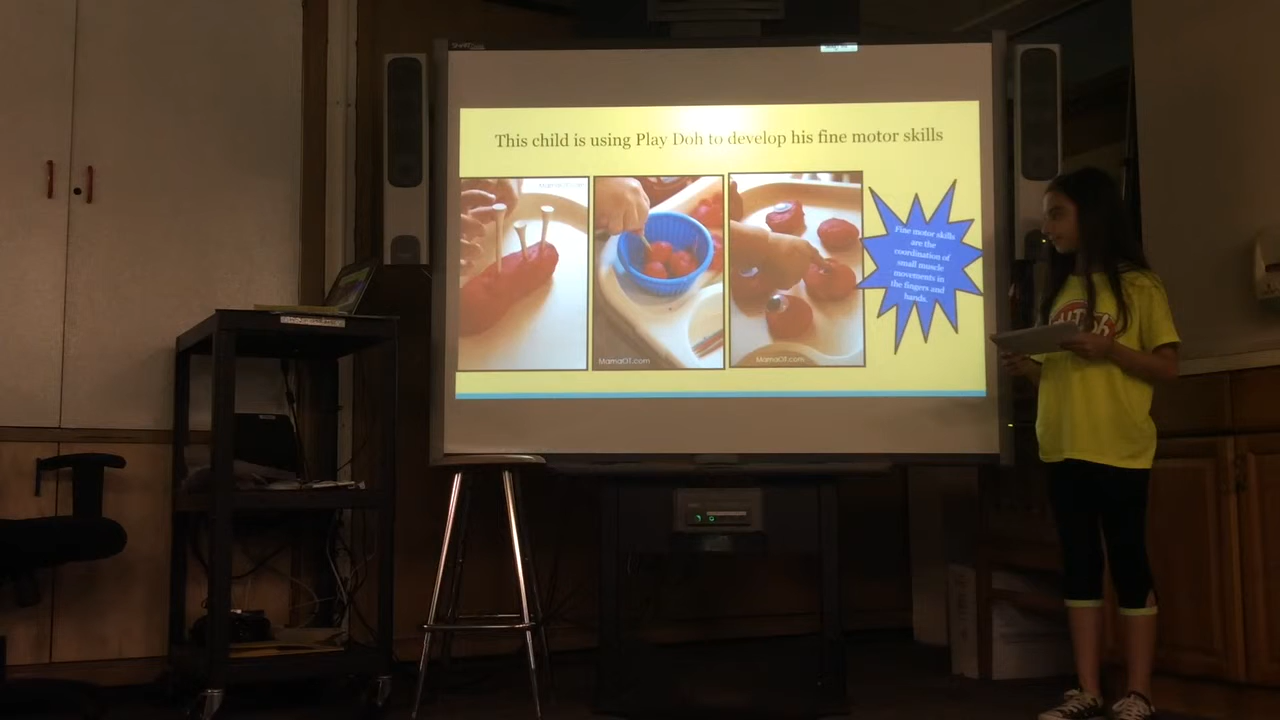 This child is using Play Doh to develop his fine motor skills
MamaOT.com
MamaOT.com
MamaOT.com
Fine motor skills
are the
coordination of
small muscle
movements in
the fingers and
hands.